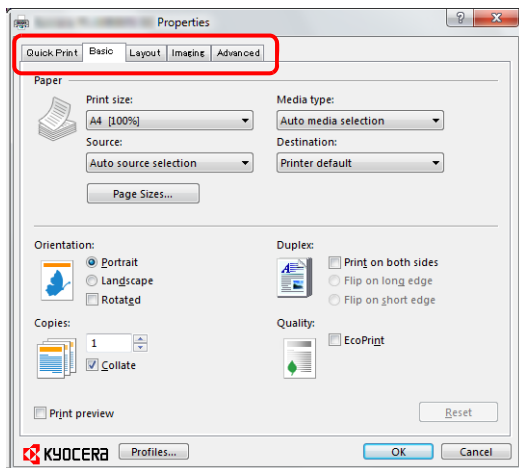 Properties
?
X
Quick Print Basic Layout Imaging Advanced
Paper
Print size: Media type:
A4 [100%] Auto media selection
Source: Destination:
Auto source selection Printer default
Page Sizes...
Orientation: Duplex:
Portrait Print on both sides
Landscape Flip on long edge
Rotated Flip on short edge
Copies: Quality:
1 EcoPrint
Collate
Print preview Reset
KYOCERA Profiles... OK Cancel